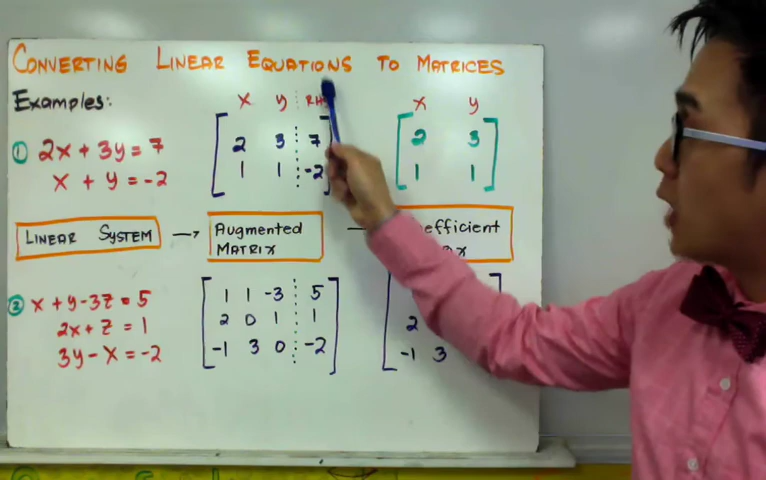 CONVERTING LINEAR EQUATIONS TO MATRICES
Examples:
x y
x y
① 2x + 3y = 7
x + y = -2
2 3 7
1 1 -2
2 3
1 1
LINEAR SYSTEM → Augmented MATRIX
② x + y - 3z = 5
2x + z = 1
3y - x = -2
1 1 -3 5
2 0 1 1
-1 3 0 -2
2
-1 3